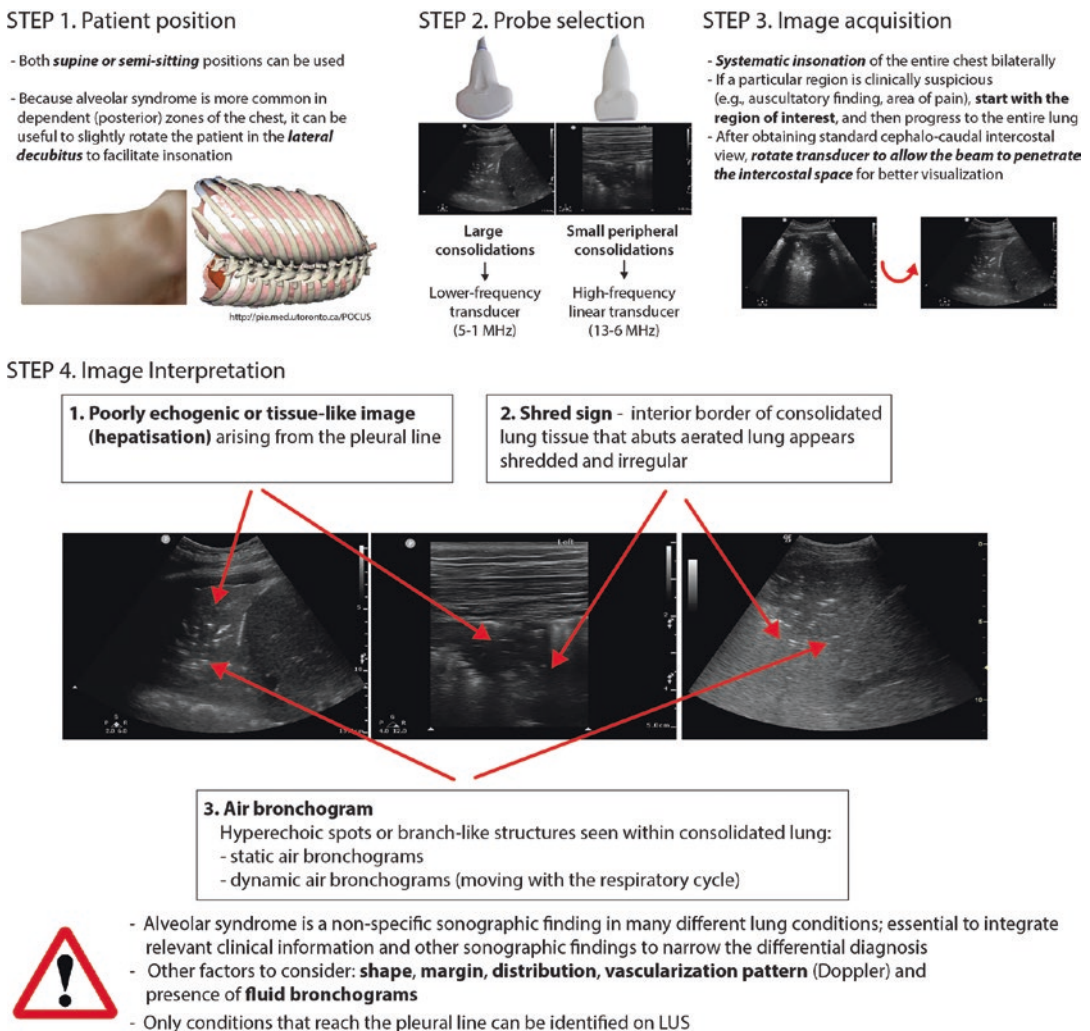 STEP 1. Patient position
- Both supine or semi-sitting positions can be used
- Because alveolar syndrome is more common in
dependent (posterior) zones of the chest, it can be
useful to slightly rotate the patient in the lateral
decubitus to facilitate insonation
http://pie.med.utoronto.ca/POCUS
STEP 2. Probe selection
Large
consolidations
Lower-frequency
transducer
(5-1 MHz)
Small peripheral
consolidations
High-frequency
linear transducer
(13-6 MHz)
STEP 3. Image acquisition
- Systematic insonation of the entire chest bilaterally
- If a particular region is clinically suspicious
(e.g., auscultatory finding, area of pain), start with the
region of interest, and then progress to the entire lung
- After obtaining standard cephalo-caudal intercostal
view, rotate transducer to allow the beam to penetrate
the intercostal space for better visualization
STEP 4. Image Interpretation
1. Poorly echogenic or tissue-like image
(hepatisation) arising from the pleural line
2. Shred sign - interior border of consolidated
lung tissue that abuts aerated lung appears
shredded and irregular
Left
5
10
2
4
5.0cm
0
5
10
3. Air bronchogram
Hyperechoic spots or branch-like structures seen within consolidated lung:
- static air bronchograms
- dynamic air bronchograms (moving with the respiratory cycle)
- Alveolar syndrome is a non-specific sonographic finding in many different lung conditions; essential to integrate
relevant clinical information and other sonographic findings to narrow the differential diagnosis
- Other factors to consider: shape, margin, distribution, vascularization pattern (Doppler) and
presence of fluid bronchograms
- Only conditions that reach the pleural line can be identified on LUS